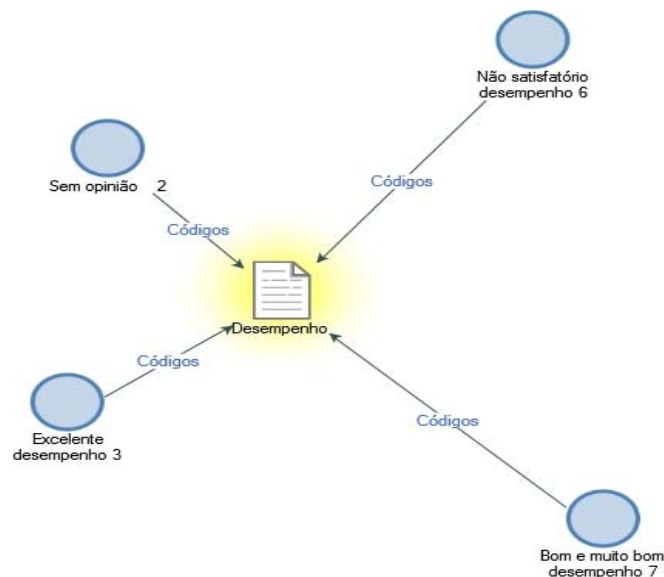 Não satisfatório
desempenho 6
Códigos
Sem opinião 2
Códigos
Desempenho
Códigos
Excelente
desempenho 3
Códigos
Bom e muito bom
desempenho 7